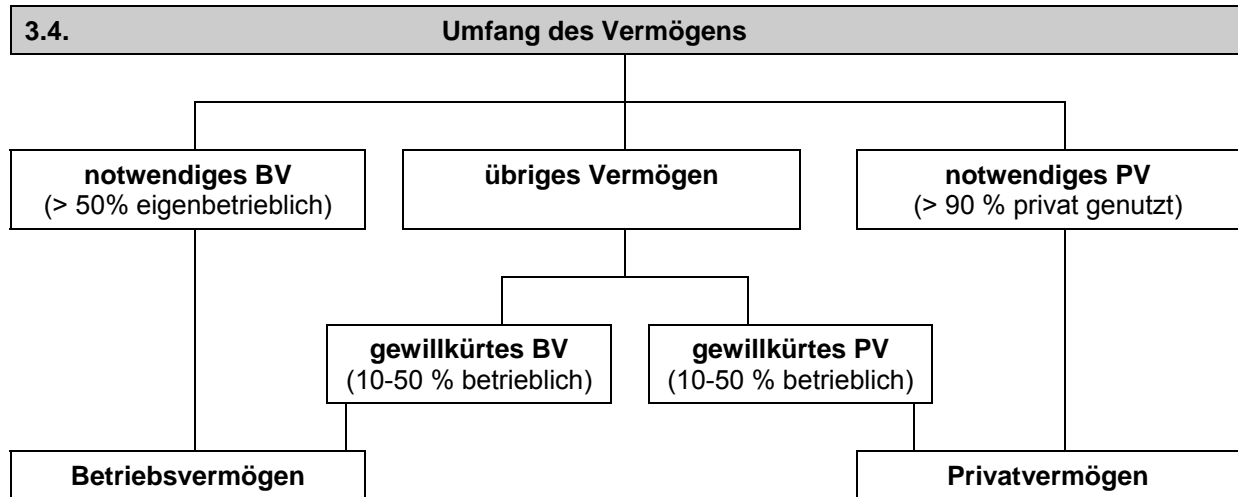 3.4. Umfang des Vermögens
notwendiges BV
(> 50% eigenbetrieblich)
übriges Vermögen
notwendiges PV
(> 90 % privat genutzt)
gewillkürtes BV
(10-50 % betrieblich)
gewillkürtes PV
(10-50 % betrieblich)
Betriebsvermögen
Privatvermögen